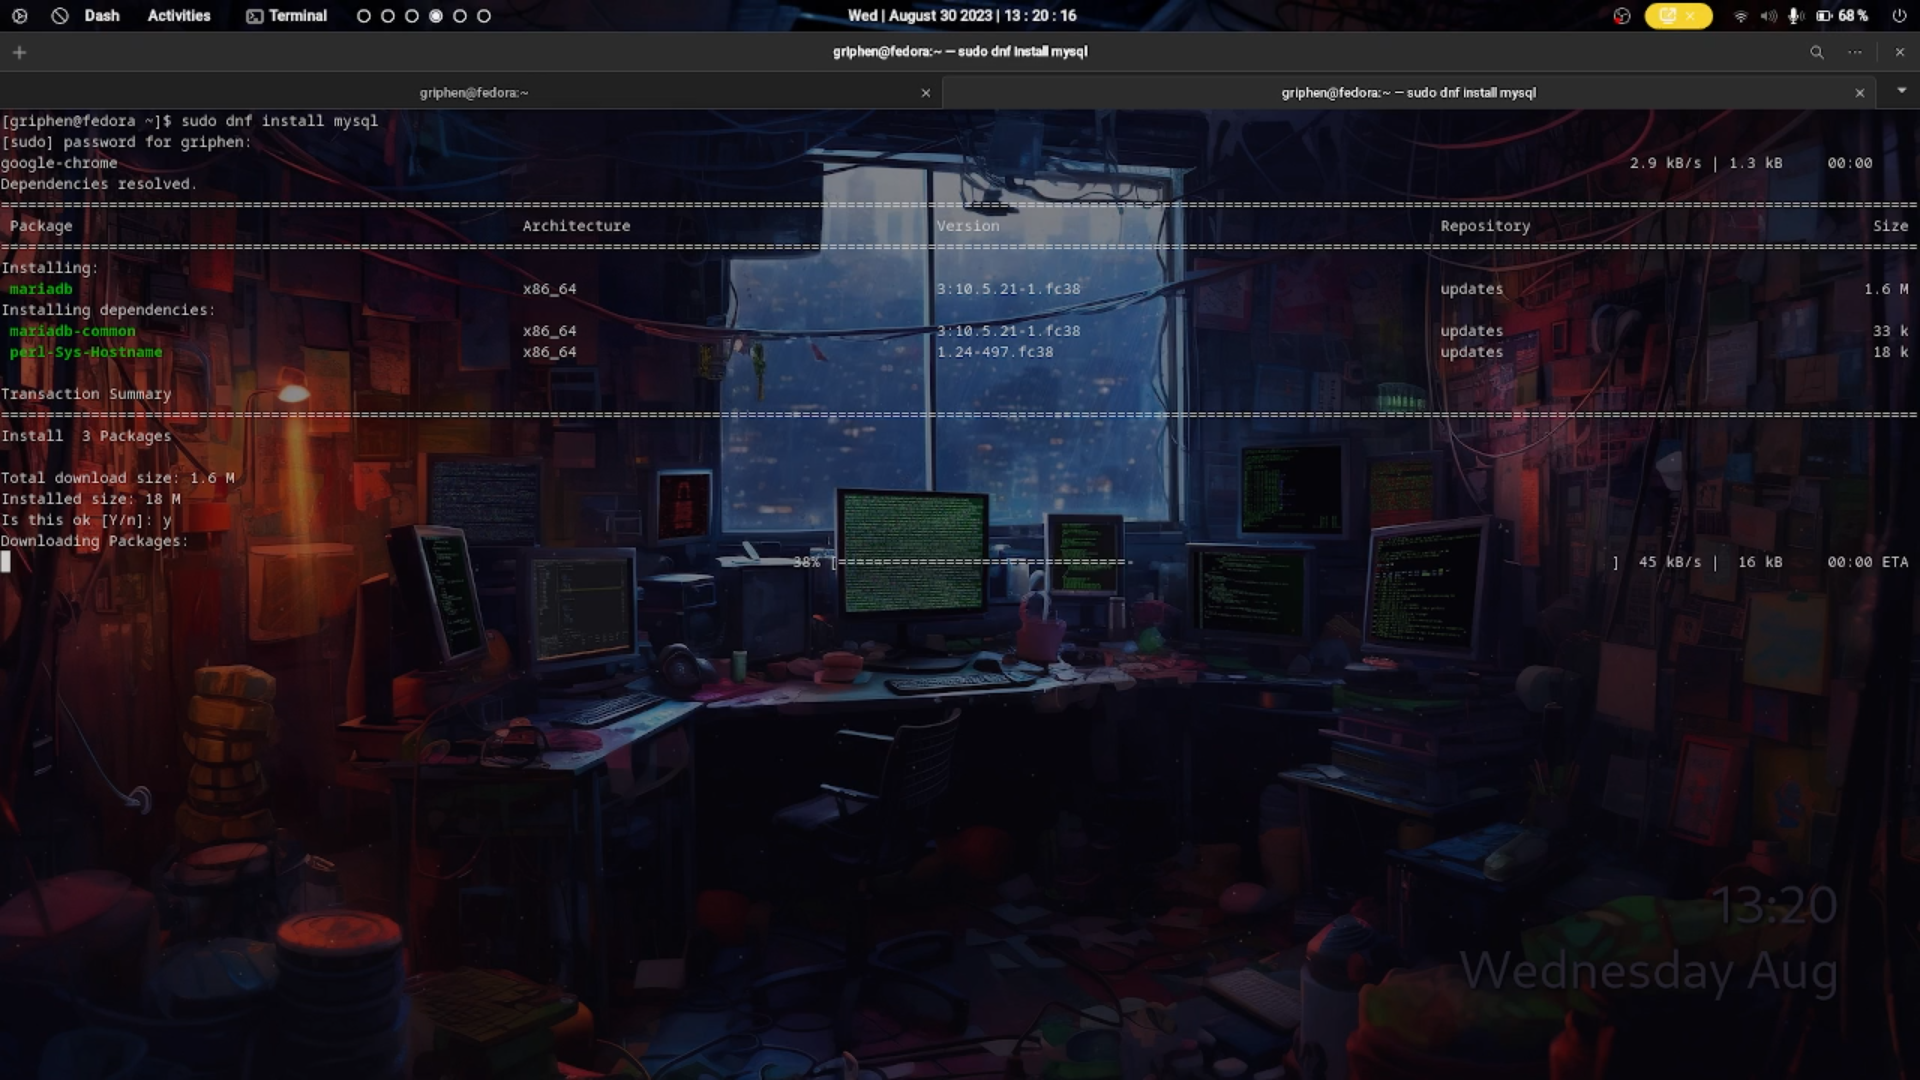 Dash Activities Terminal Wed | August 30 2023 | 13 : 20 : 16 68 %
griphen@fedora:~ — sudo dnf install mysql
griphen@fedora:~ griphen@fedora:~ — sudo dnf install mysql
[griphen@fedora ~]$ sudo dnf install mysql
[sudo] password for griphen:
google-chrome 2.9 kB/s | 1.3 kB 00:00
Dependencies resolved.
================================================================================
Package Architecture Version Repository Size
================================================================================
Installing:
mariadb x86_64 3:10.5.21-1.fc38 updates 1.6 M
Installing dependencies:
mariadb-common x86_64 3:10.5.21-1.fc38 updates 33 k
perl-Sys-Hostname x86_64 1.24-497.fc38 updates 18 k
Transaction Summary
================================================================================
Install 3 Packages
Total download size: 1.6 M
Installed size: 18 M
Is this ok [Y/n]: y
Downloading Packages:
38% [================================- ] 45 kB/s | 16 kB 00:00 ETA
13:20
Wednesday Aug